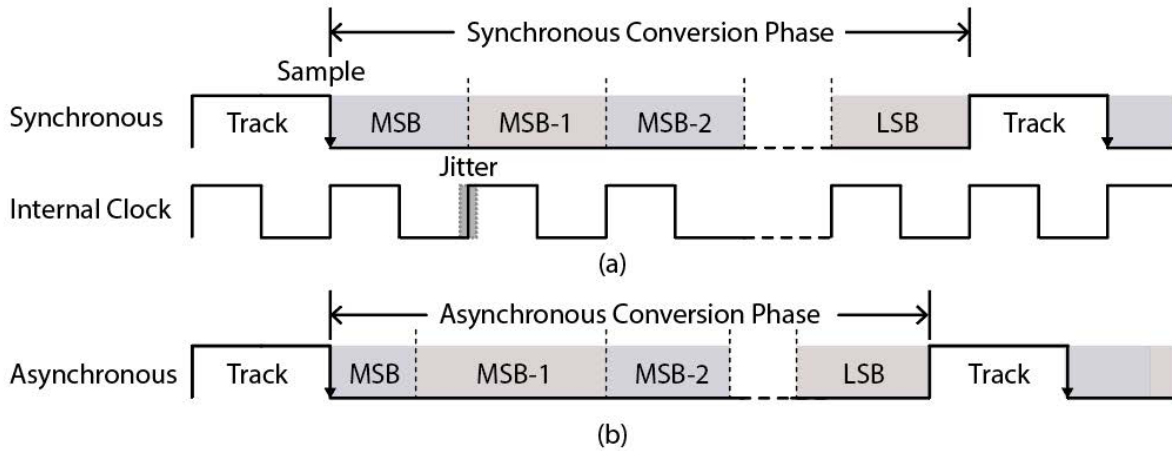 Synchronous Conversion Phase
Sample
Synchronous Track MSB MSB-1 MSB-2 LSB Track
Jitter
Internal Clock
(a)
Asynchronous Conversion Phase
Asynchronous Track MSB MSB-1 MSB-2 LSB Track
(b)